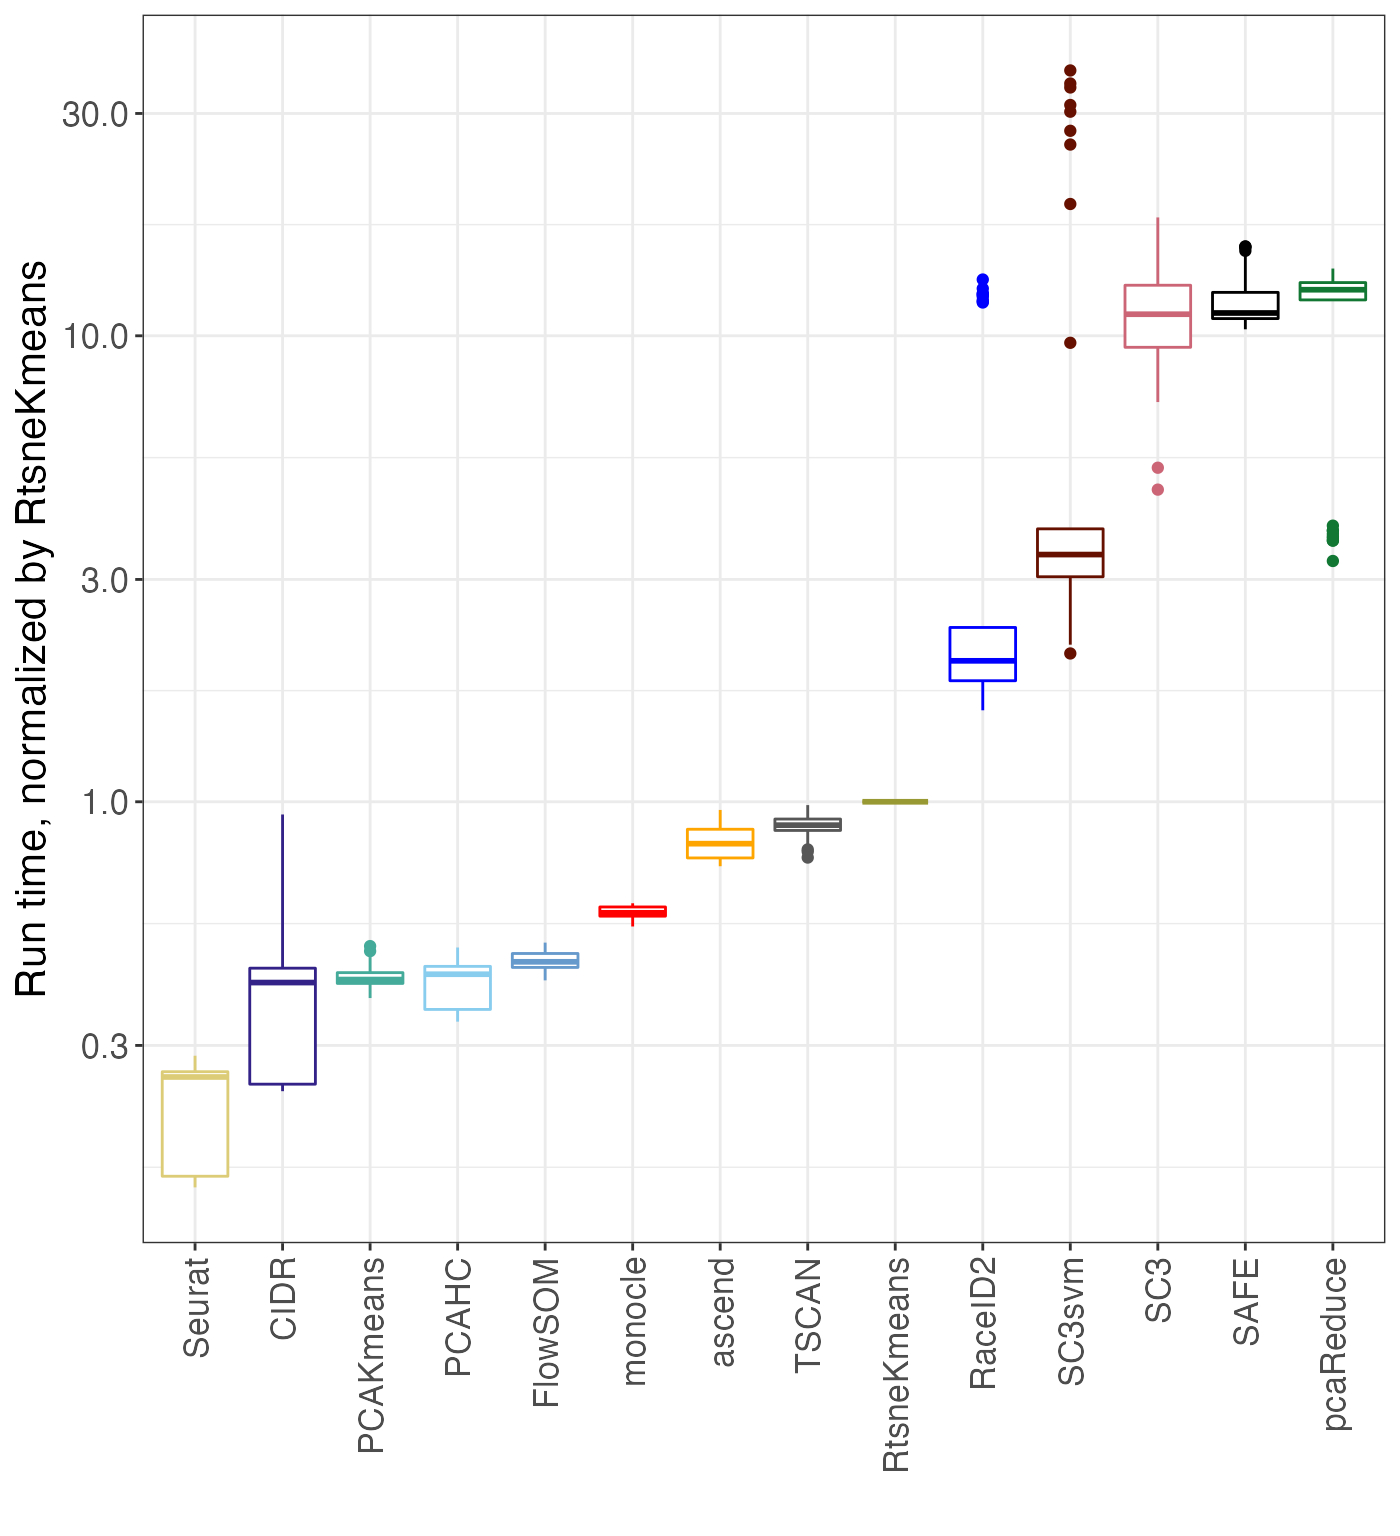 Run time, normalized by RtsneKmeans
30.0
10.0
3.0
1.0
0.3
Seurat
CIDR
PCAKmeans
PCAHC
FlowSOM
monocle
ascend
TSCAN
RtsneKmeans
RaceID2
SC3svm
SC3
SAFE
pcaReduce